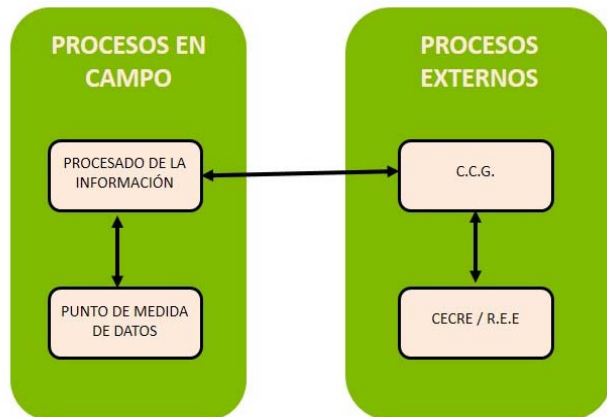 PROCESOS EN
CAMPO
PROCESADO DE LA
INFORMACIÓN
PUNTO DE MEDIDA
DE DATOS
PROCESOS
EXTERNOS
C.C.G.
CECRE / R.E.E